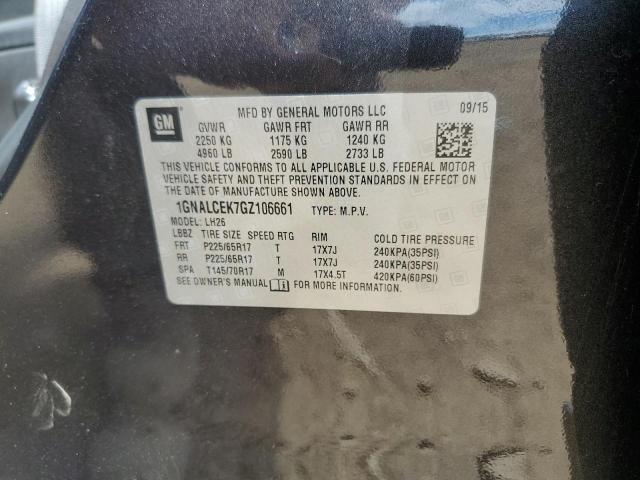 GM
MFD BY GENERAL MOTORS LLC 09/15
GVWR GAWR FRT GAWR RR
2250 KG 1175 KG 1240 KG
4960 LB 2590 LB 2733 LB
THIS VEHICLE CONFORMS TO ALL APPLICABLE U.S. FEDERAL MOTOR
VEHICLE SAFETY AND THEFT PREVENTION STANDARDS IN EFFECT ON
THE DATE OF MANUFACTURE SHOWN ABOVE.
1GNALCEK7GZ106661 TYPE: M.P.V.
MODEL: LH26
LBBZ TIRE SIZE SPEED RTG RIM COLD TIRE PRESSURE
FRT P225/65R17 T 17X7J 240KPA(35PSI)
RR P225/65R17 T 17X7J 240KPA(35PSI)
SPA T145/70R17 M 17X4.5T 420KPA(60PSI)
SEE OWNER'S MANUAL FOR MORE INFORMATION.